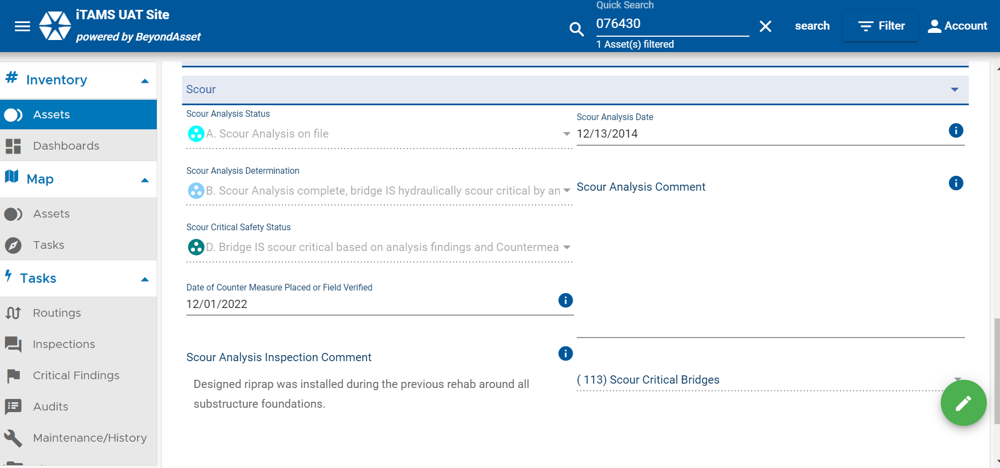 iTAMS UAT Site
powered by BeyondAsset
Quick Search
076430
1 Asset(s) filtered
search
Filter
Account
Inventory
Assets
Dashboards
Map
Assets
Tasks
Tasks
Routings
Inspections
Critical Findings
Audits
Maintenance/History
Scour
Scour Analysis Status
A. Scour Analysis on file
Scour Analysis Date
12/13/2014
Scour Analysis Determination
B. Scour Analysis complete, bridge IS hydraulically scour critical by an
Scour Analysis Comment
Scour Critical Safety Status
D. Bridge IS scour critical based on analysis findings and Countermea
Date of Counter Measure Placed or Field Verified
12/01/2022
Scour Analysis Inspection Comment
Designed riprap was installed during the previous rehab around all
substructure foundations.
( 113) Scour Critical Bridges